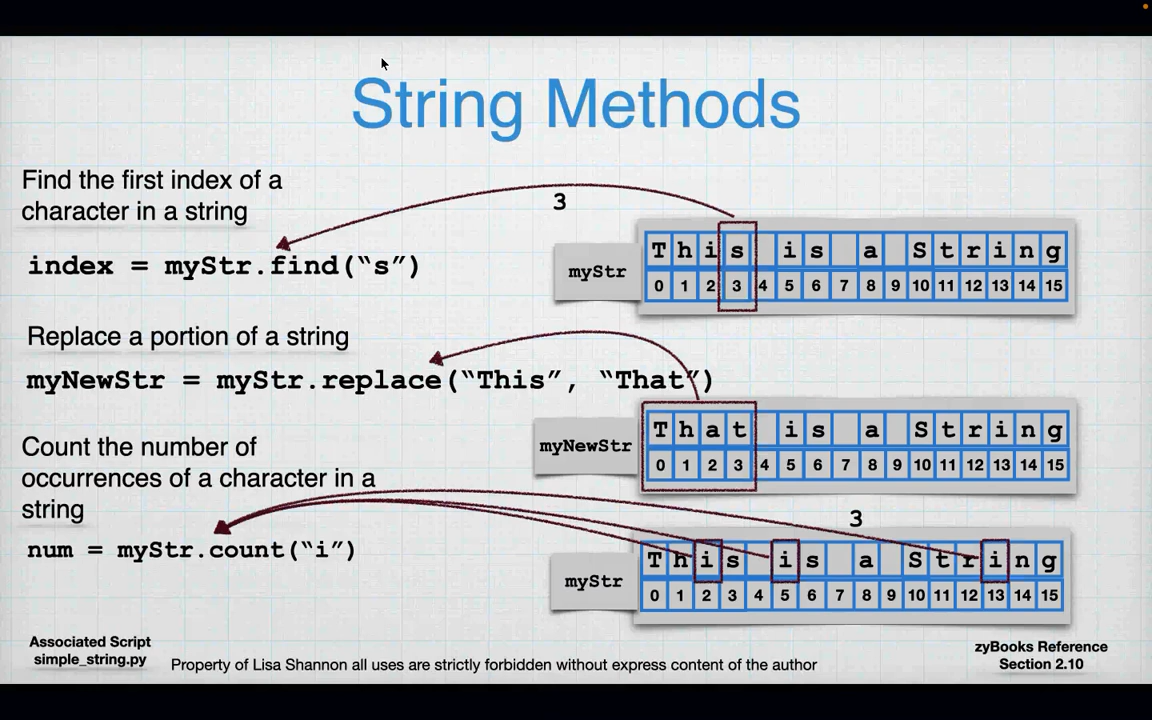 String Methods
Find the first index of a
character in a string
index = myStr.find(“s”)
3
myStr
T h i s i s a S t r i n g
0 1 2 3 4 5 6 7 8 9 10 11 12 13 14 15
Replace a portion of a string
myNewStr = myStr.replace(“This”, “That”)
myNewStr
T h a t i s a S t r i n g
0 1 2 3 4 5 6 7 8 9 10 11 12 13 14 15
Count the number of
occurrences of a character in a
string
num = myStr.count(“i”)
3
myStr
T h i s i s a S t r i n g
0 1 2 3 4 5 6 7 8 9 10 11 12 13 14 15
Associated Script
simple_string.py
Property of Lisa Shannon all uses are strictly forbidden without express content of the author
zyBooks Reference
Section 2.10